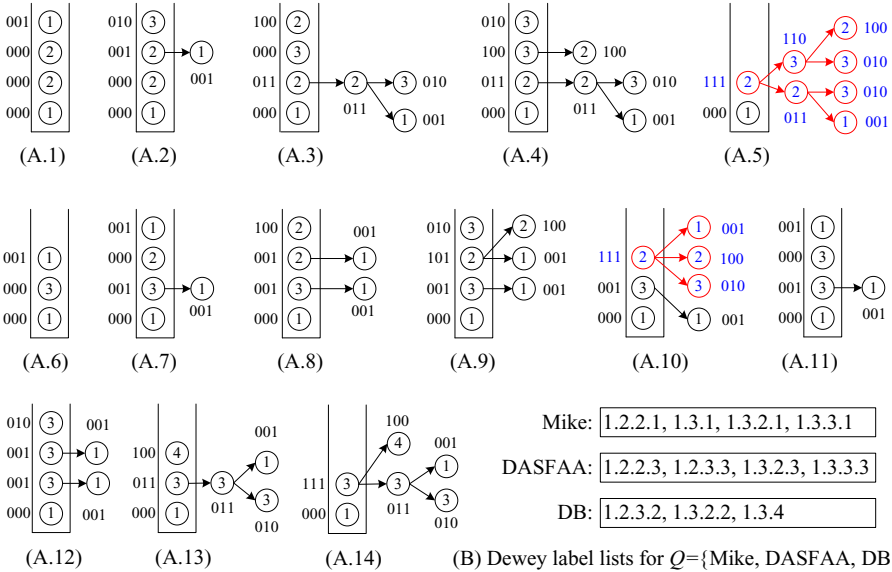 001 1
000 2
000 2
000 1
(A.1)
010 3
001 2 1
001
000 2
000 1
(A.2)
100 2
000 3
011 2 2 3 010
011
000 1 1 001
(A.3)
010 3
100 3 2 100
011 2 2 3 010
011
000 1 1 001
(A.4)
2 100
110
3 3 010
111 2
2 3 010
011
000 1 1 001
(A.5)
001 1
000 3
000 1
(A.6)
001 1
000 2
001 3 1
001
000 1
(A.7)
100 2 001
001 2 1
001 3 1
001
000 1
(A.8)
010 3 2 100
101 2 1 001
001 3 1 001
000 1
(A.9)
1 001
111 2 2 100
001 3 3 010
000 1 1 001
(A.10)
001 1
000 3
001 3 1
001
000 1
(A.11)
010 3 001
001 3 1
001 3 1
000 1 001
(A.12)
001
100 4 1
011 3 3
011
3
000 1
010
(A.13)
100
4 001
1
111 3 3
011
3
000 1
010
(A.14)
Mike: 1.2.2.1, 1.3.1, 1.3.2.1, 1.3.3.1
DASFAA: 1.2.2.3, 1.2.3.3, 1.3.2.3, 1.3.3.3
DB: 1.2.3.2, 1.3.2.2, 1.3.4
(B) Dewey label lists for Q={Mike, DASFAA, DB